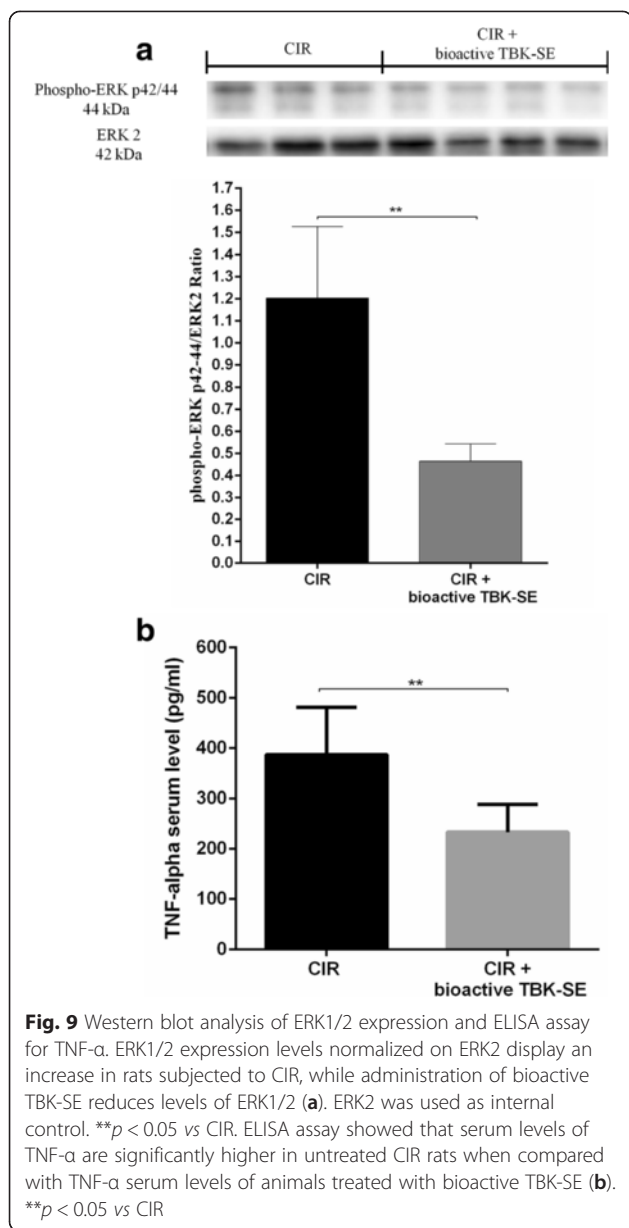 a
CIR
CIR +
bioactive TBK-SE
Phospho-ERK p42/44
44 kDa
ERK 2
42 kDa
phospho-ERK p42-44/ERK2 Ratio
1.7
1.6
1.5
1.4
1.3
1.2
1.1
1.0
0.9
0.8
0.7
0.6
0.5
0.4
0.3
0.2
0.1
0.0
**
CIR
CIR +
bioactive TBK-SE
b
TNF-alpha serum level (pg/ml)
600
500
400
300
200
100
0
**
CIR
CIR +
bioactive TBK-SE
Fig. 9 Western blot analysis of ERK1/2 expression and ELISA assay
for TNF-α. ERK1/2 expression levels normalized on ERK2 display an
increase in rats subjected to CIR, while administration of bioactive
TBK-SE reduces levels of ERK1/2 (a). ERK2 was used as internal
control. **p < 0.05 vs CIR. ELISA assay showed that serum levels of
TNF-α are significantly higher in untreated CIR rats when compared
with TNF-α serum levels of animals treated with bioactive TBK-SE (b).
**p < 0.05 vs CIR